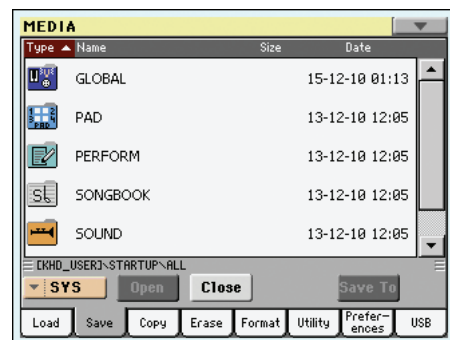 MEDIA
Type Name Size Date
GLOBAL 15-12-10 01:13
PAD 13-12-10 12:05
PERFORM 13-12-10 12:05
SONGBOOK 13-12-10 12:05
SOUND 13-12-10 12:05
[KHD_USER]\STARTUP\ALL
SYS Open Close Save To
Load Save Copy Erase Format Utility Prefer-ences USB